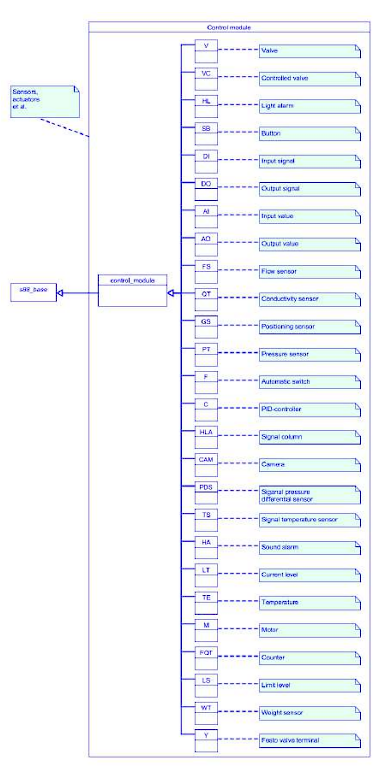 Control module
Sensors,
actuators
et al.
s88_base
control_module
V
Valve
VC
Controlled valve
HL
Light alarm
SB
Button
DI
Input signal
DO
Output signal
AI
Input value
AO
Output value
FS
Flow sensor
QT
Conductivity sensor
GS
Positioning sensor
PT
Pressure sensor
F
Automatic switch
C
PID-controller
HLA
Signal column
CAM
Camera
PDS
Siganal pressure
differential sensor
TS
Signal temperature sensor
HA
Sound alarm
LT
Current level
TE
Temperature
M
Motor
FQT
Counter
LS
Limit level
WT
Weight sensor
Y
Festo valve terminal